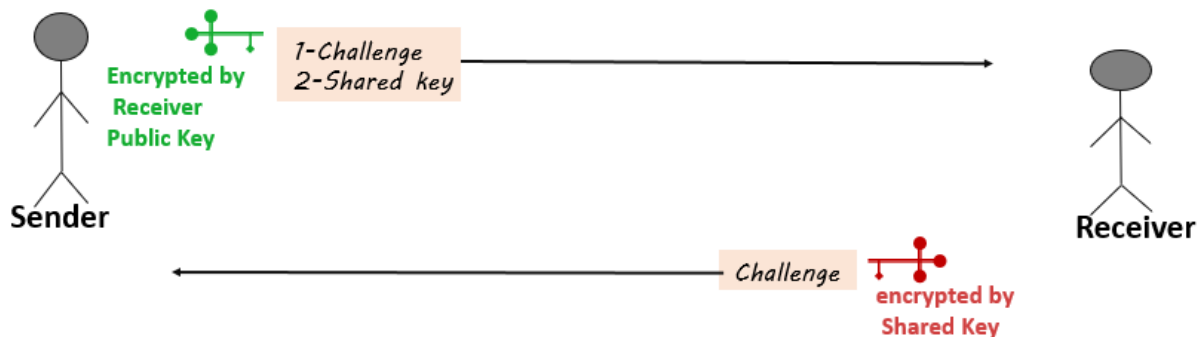 1-Challenge
2-Shared key
Encrypted by
Receiver
Public Key
Sender
Receiver
Challenge
encrypted by
Shared Key